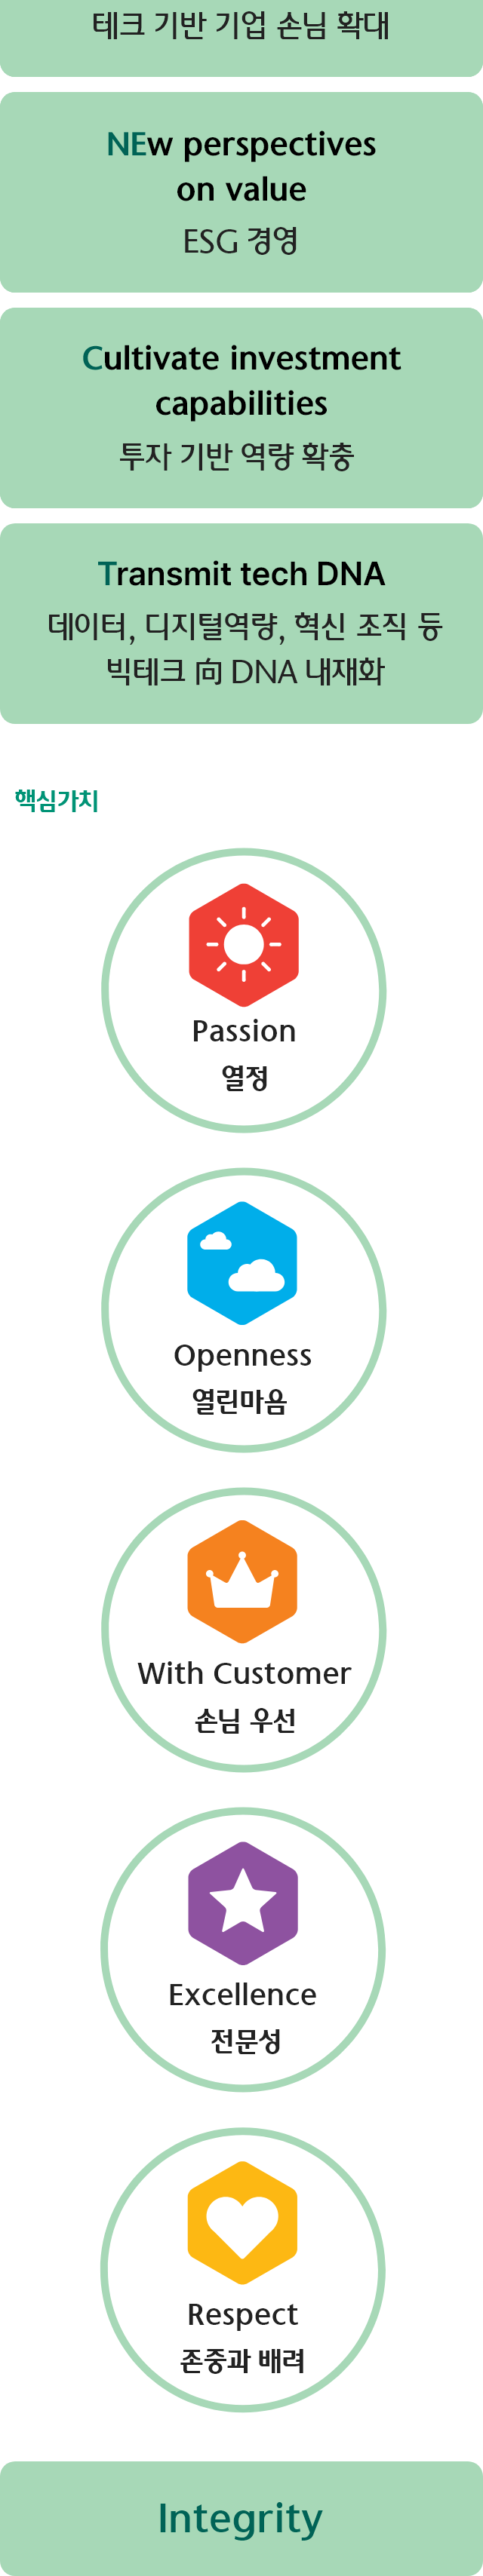 테크 기반 기업 손님 확대
NEw perspectives
on value
ESG 경영
Cultivate investment
capabilities
투자 기반 역량 확충
Transmit tech DNA
데이터, 디지털역량, 혁신 조직 등
빅테크 向 DNA 내재화
핵심가치
Passion
열정
Openness
열린마음
With Customer
손님 우선
Excellence
전문성
Respect
존중과 배려
Integrity